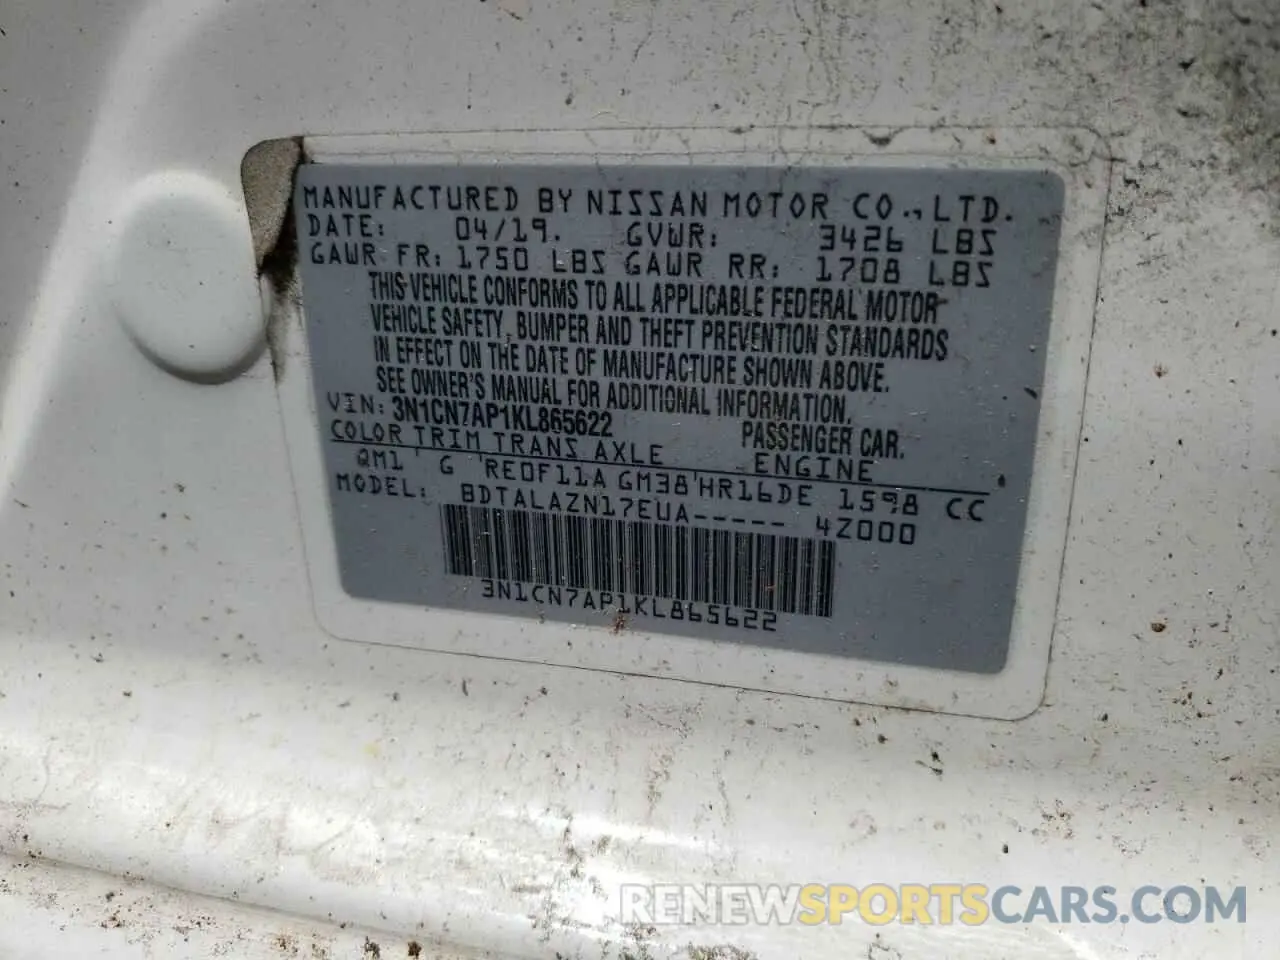 MANUFACTURED BY NISSAN MOTOR CO., LTD.
DATE: 04/19. GVWR: 3426 LBS
GAWR FR: 1750 LBS GAWR RR: 1708 LBS
THIS VEHICLE CONFORMS TO ALL APPLICABLE FEDERAL MOTOR
VEHICLE SAFETY, BUMPER AND THEFT PREVENTION STANDARDS
IN EFFECT ON THE DATE OF MANUFACTURE SHOWN ABOVE.
SEE OWNER'S MANUAL FOR ADDITIONAL INFORMATION.
VIN: 3N1CN7AP1KL865622 PASSENGER CAR.
COLOR TRIM TRANS AXLE ENGINE
QM1 ' G 'RE0F11A GM38'HR16DE 1598 CC
MODEL: BDTALAZN17EUA----- 4Z000
3N1CN7AP1KL865622
RENEWSPORTSCARS.COM